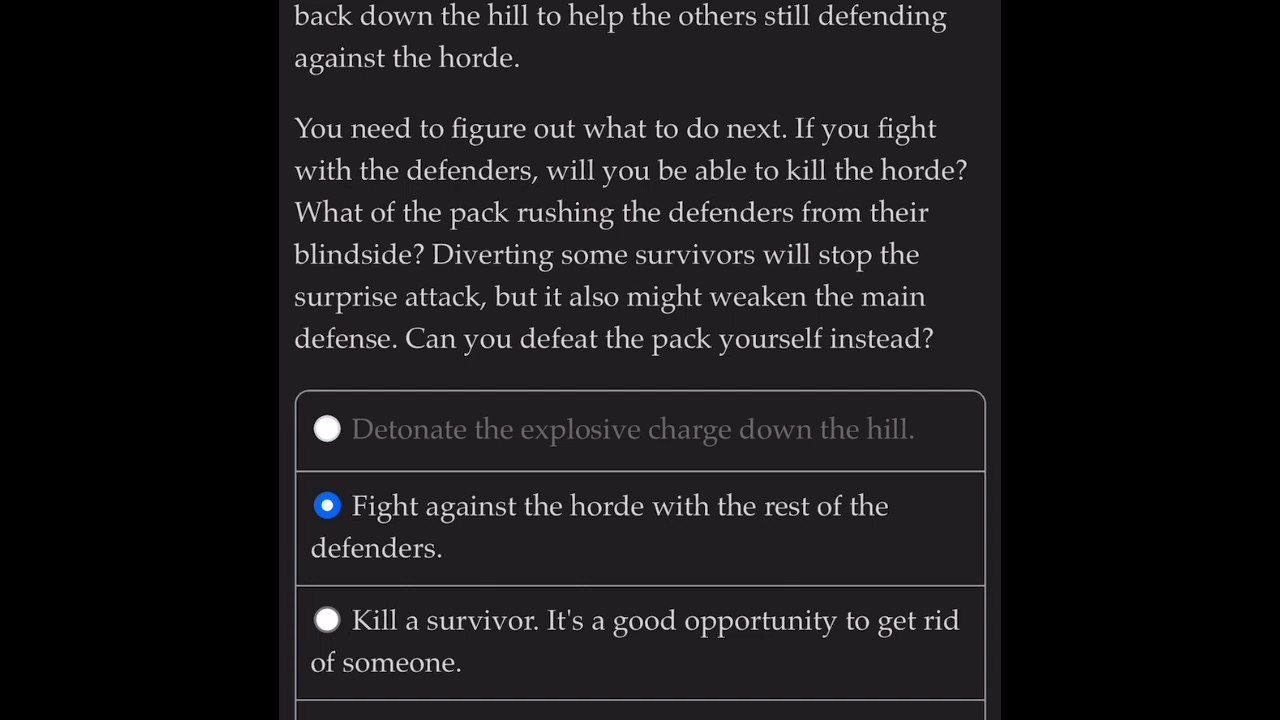 back down the hill to help the others still defending
against the horde.
You need to figure out what to do next. If you fight
with the defenders, will you be able to kill the horde?
What of the pack rushing the defenders from their
blindside? Diverting some survivors will stop the
surprise attack, but it also might weaken the main
defense. Can you defeat the pack yourself instead?
Detonate the explosive charge down the hill.
Fight against the horde with the rest of the
defenders.
Kill a survivor. It's a good opportunity to get rid
of someone.